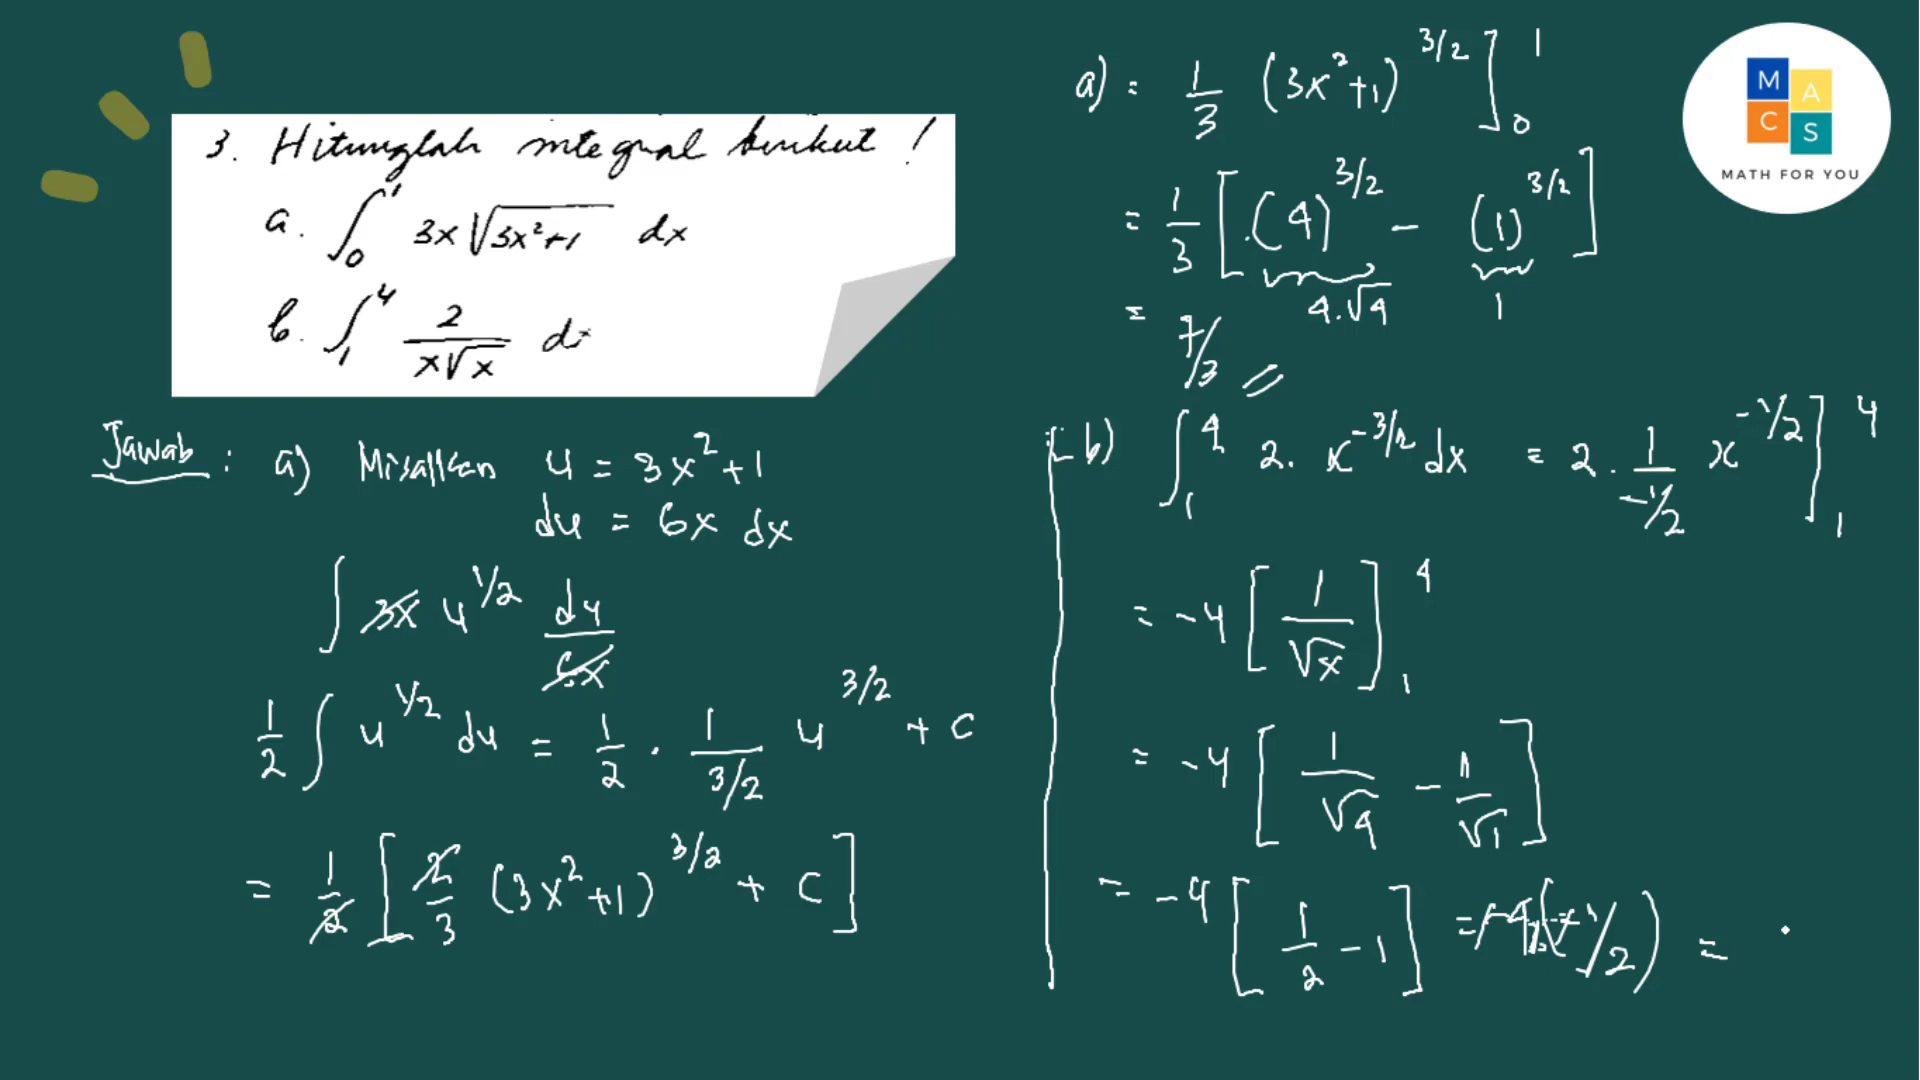 3. Hitunglah integral berikut !
a. ∫₀¹ 3x √(3x²+1) dx
b. ∫₁⁴ 2/(x√x) dx
Jawab : a) Misalkan u = 3x²+1
du = 6x dx
∫ 3x u^(1/2) du/6x
1/2 ∫ u^(1/2) du = 1/2 · 1/(3/2) u^(3/2) + C
= 1/2 [ 2/3 (3x²+1)^(3/2) + C ]
a) = 1/3 (3x²+1)^(3/2) ]₀¹
= 1/3 [ (4)^(3/2) - (1)^(3/2) ]
4.√4 1
= 7/3
b) ∫₁⁴ 2. x^(-3/2) dx = 2 . 1/(-1/2) x^(-1/2) ]₁⁴
= -4 [ 1/√x ]₁⁴
= -4 [ 1/√4 - 1/√1 ]
= -4 [ 1/2 - 1 ] = -4 (-1/2) =
M A C S
MATH FOR YOU